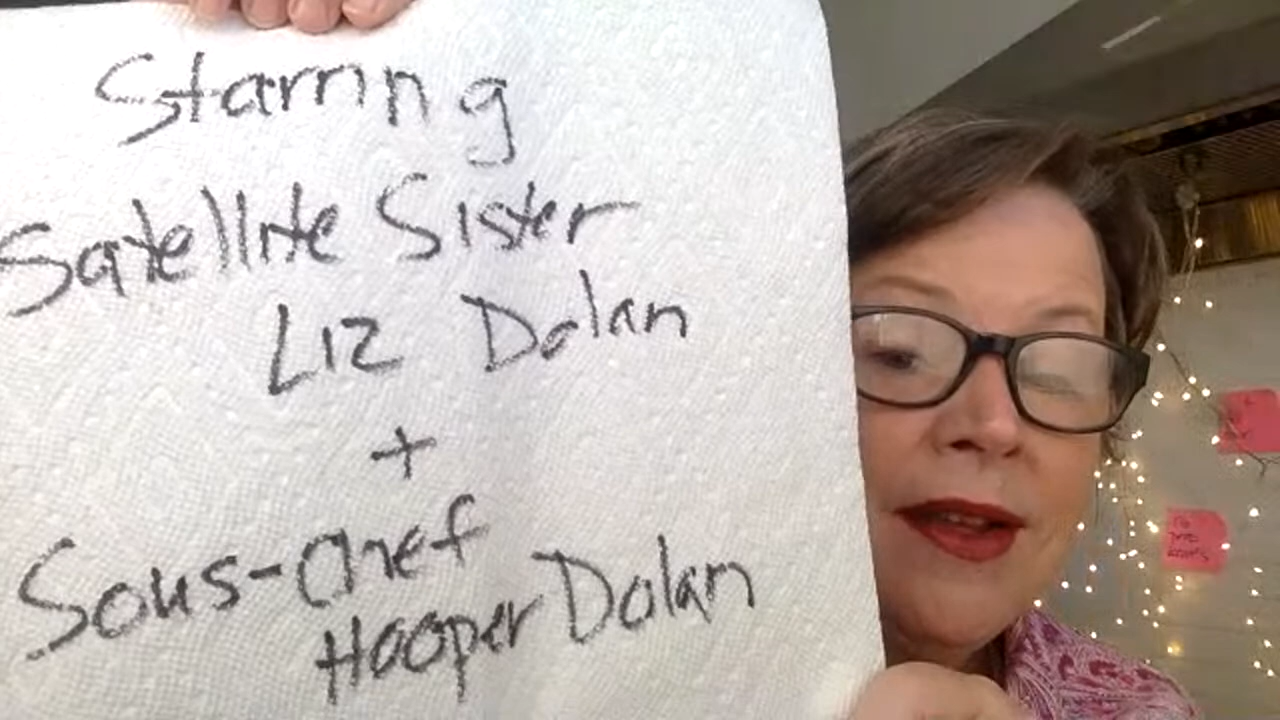 Starring
Satellite Sister
Liz Dolan
+
Sous-Chef
Hooper Dolan